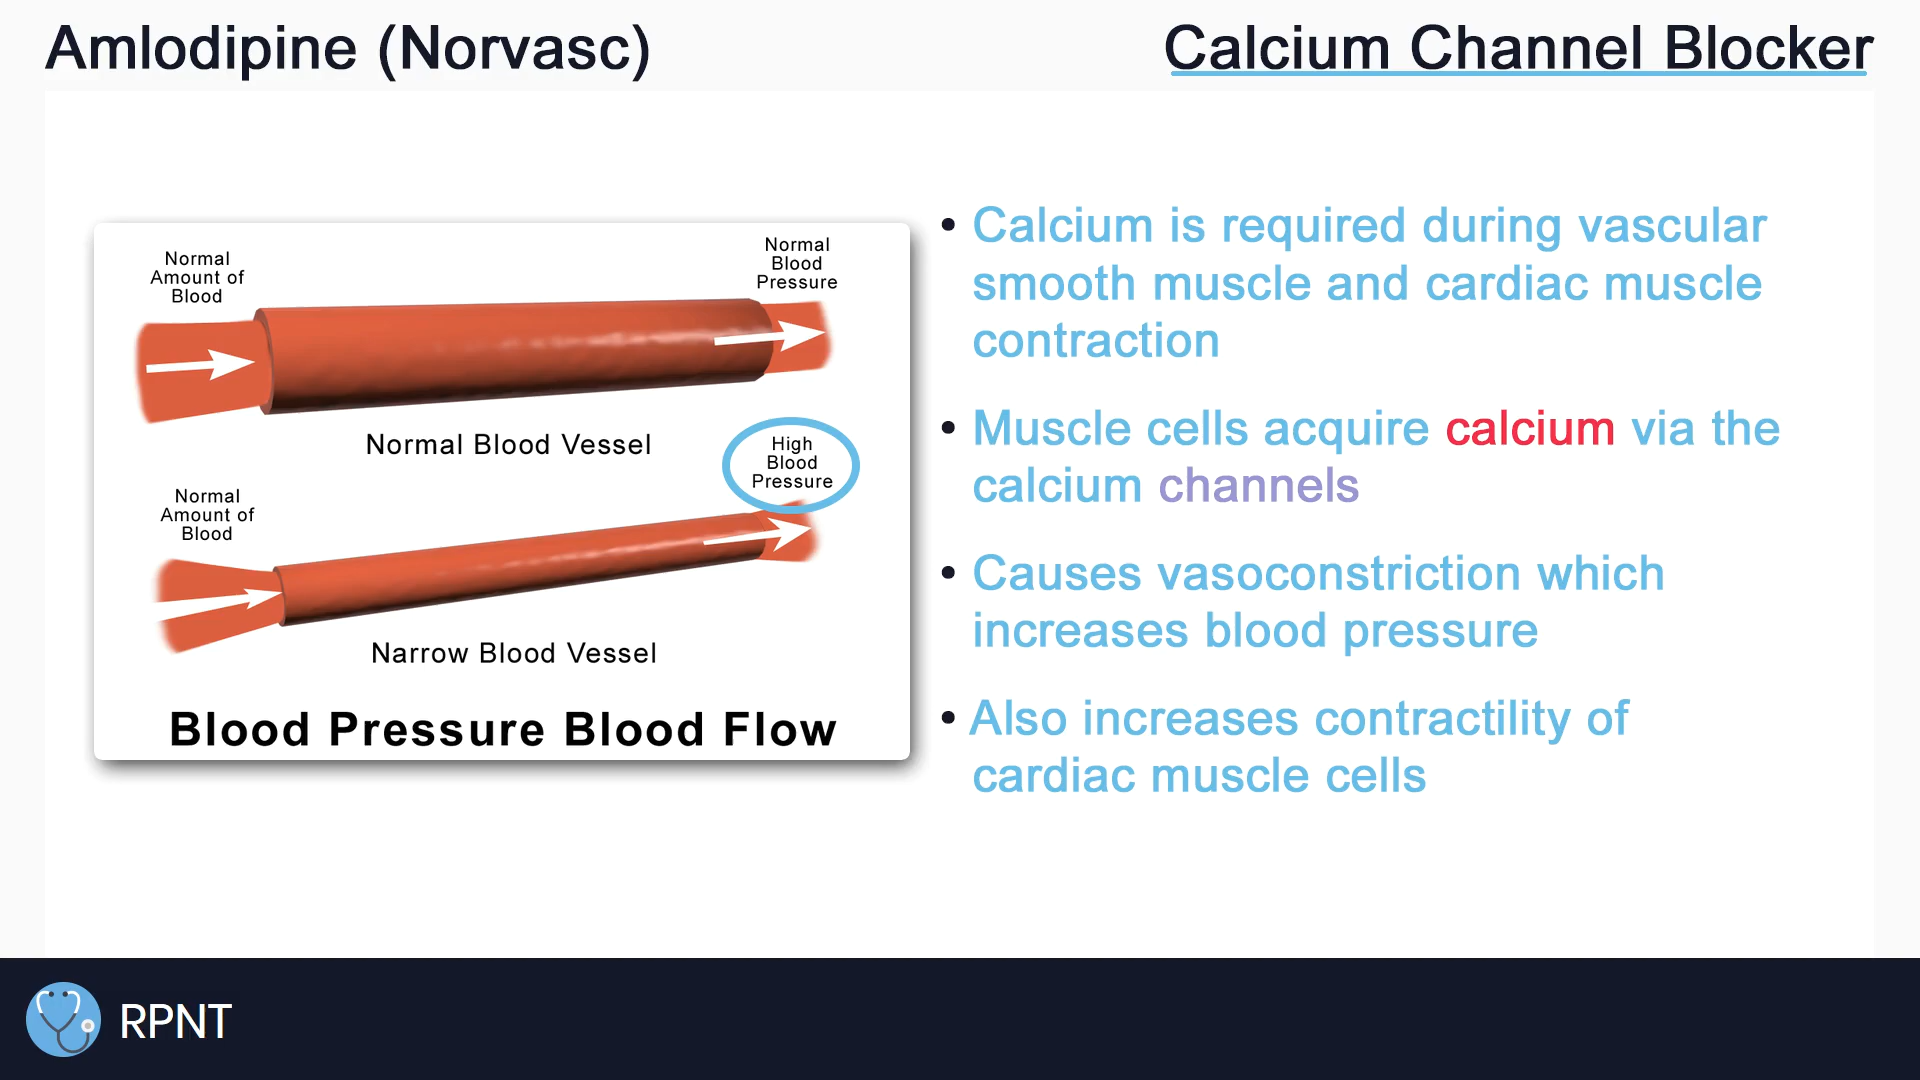 Amlodipine (Norvasc)
Calcium Channel Blocker
Normal
Amount of
Blood
Normal
Blood
Pressure
Normal Blood Vessel
High
Blood
Pressure
Normal
Amount of
Blood
Narrow Blood Vessel
Blood Pressure Blood Flow
• Calcium is required during vascular
smooth muscle and cardiac muscle
contraction
• Muscle cells acquire calcium via the
calcium channels
• Causes vasoconstriction which
increases blood pressure
• Also increases contractility of
cardiac muscle cells
RPNT